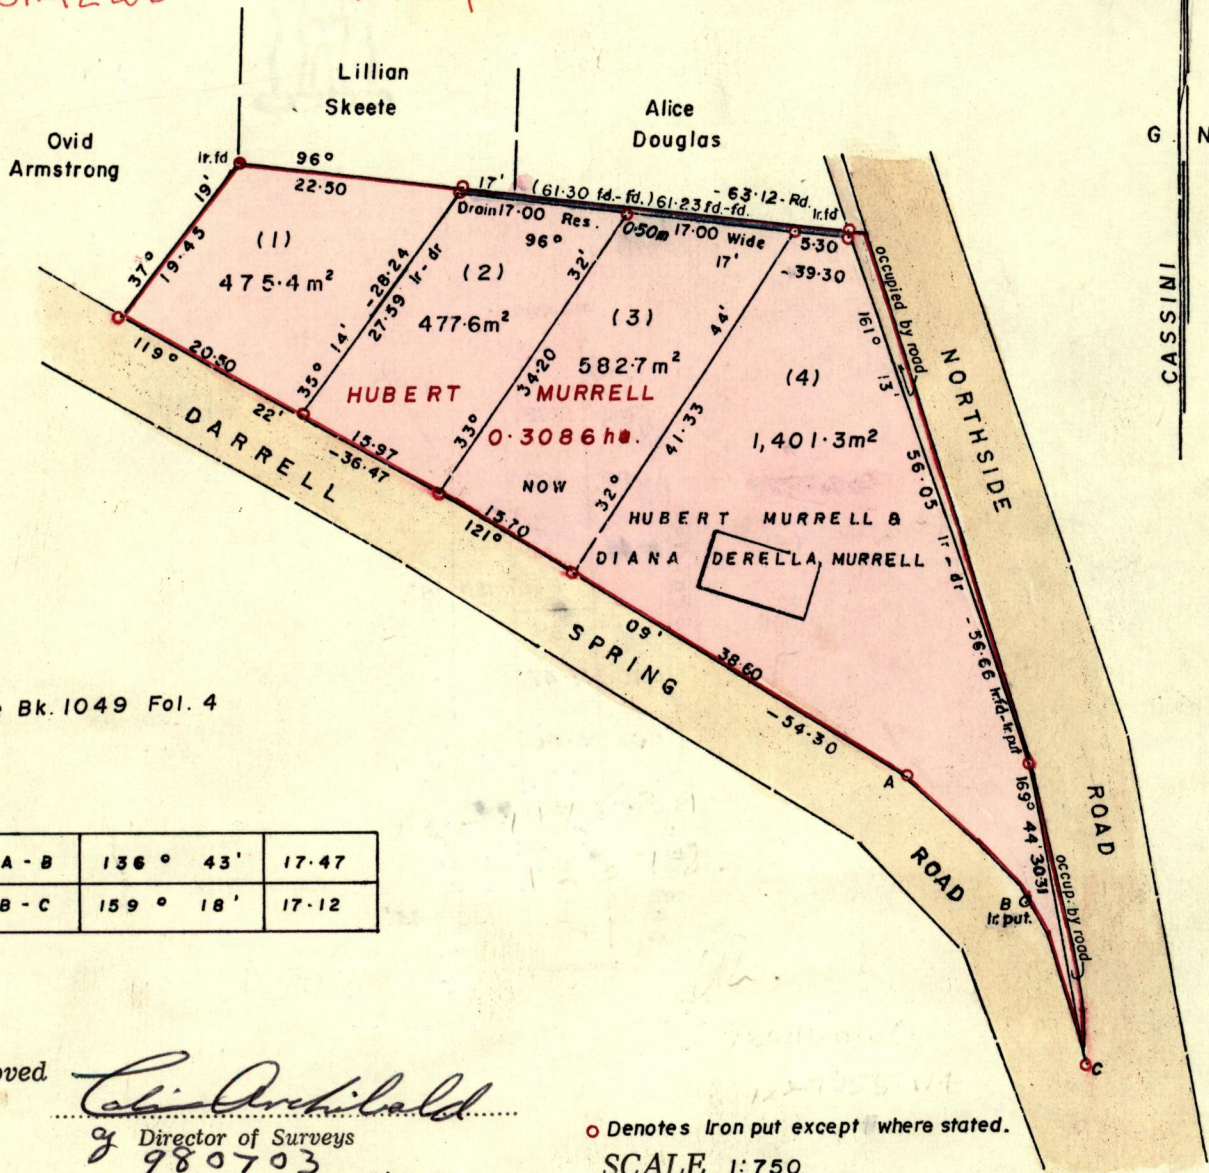 Lillian
Skeete
Alice
Douglas
Ovid
Armstrong
G. N
CASSINI
Ir.fd
96°
22·50
17'
(61.30 fd.-fd.) 61·23 fd.-fd.
- 63·12 - Rd.
Ir.fd
Drain 17·00 Res.
0·50m 17·00 Wide
5·30
96°
17'
- 39·30
37° 19'
19·45
(1)
475·4 m²
35° 14'
- 28·24
27·59 Ir - dr
(2)
477.6m²
33° 32'
34·20
(3)
582·7 m²
32° 44'
41·33
(4)
1,401·3m²
161° 13'
56·05 Ir - dr
- 56·66 Ir.fd-Ir.put
occupied by road
HUBERT MURRELL
0·3086 ha.
NOW
HUBERT MURRELL &
DIANA DERELLA MURRELL
119° 22'
20·50
15·97
- 36·47
15·70
121° 09'
38·60
- 54·30
DARRELL SPRING ROAD
NORTHSIDE ROAD
A
B
Ir. put.
C
169° 44' 30·31
occup. by road
Bk. 1049 Fol. 4
A - B 136° 43' 17·47
B - C 159° 18' 17·12
Colin Archibald
Director of Surveys
980703
Denotes Iron put except where stated.
SCALE 1:750